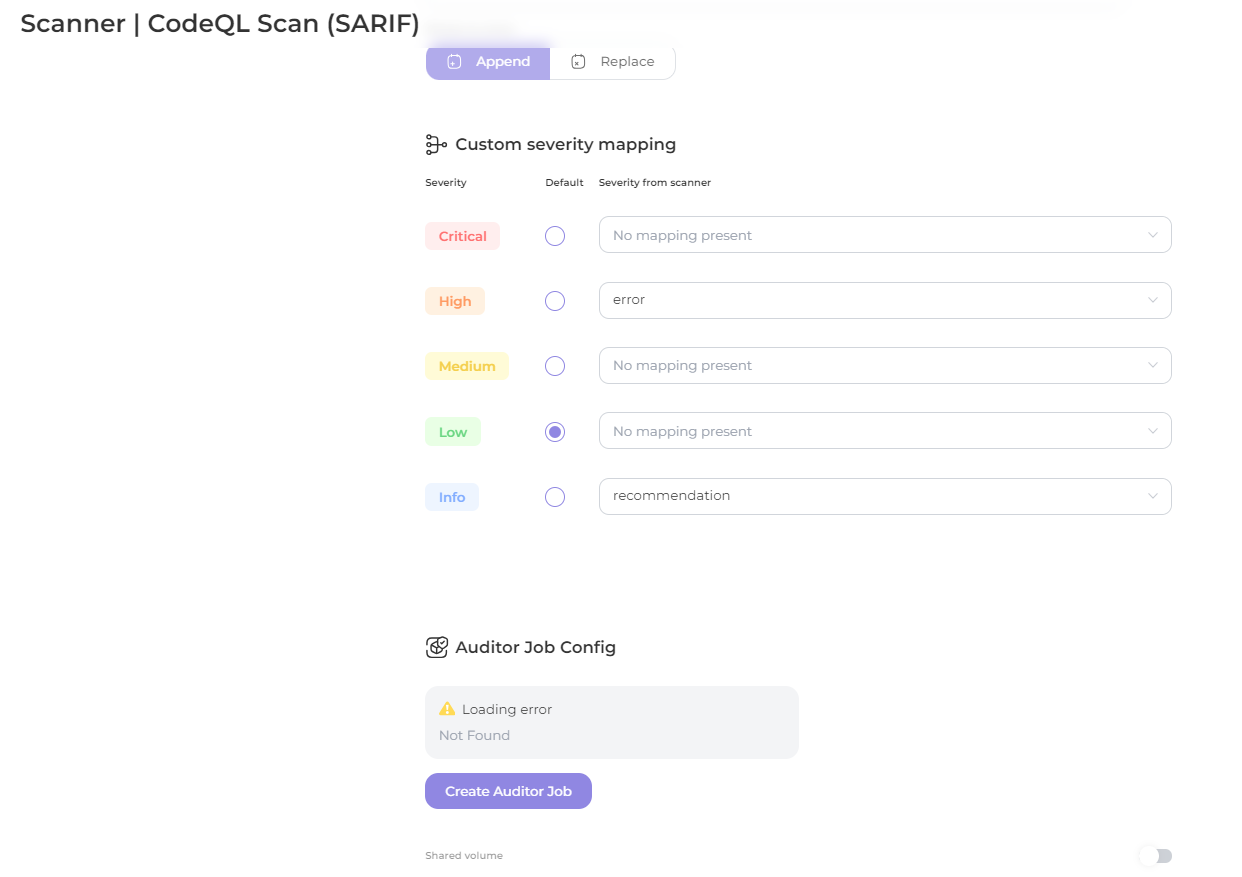 Scanner | CodeQL Scan (SARIF)
Append Replace
Custom severity mapping
Severity Default Severity from scanner
Critical No mapping present
High error
Medium No mapping present
Low No mapping present
Info recommendation
Auditor Job Config
Loading error
Not Found
Create Auditor Job
Shared volume